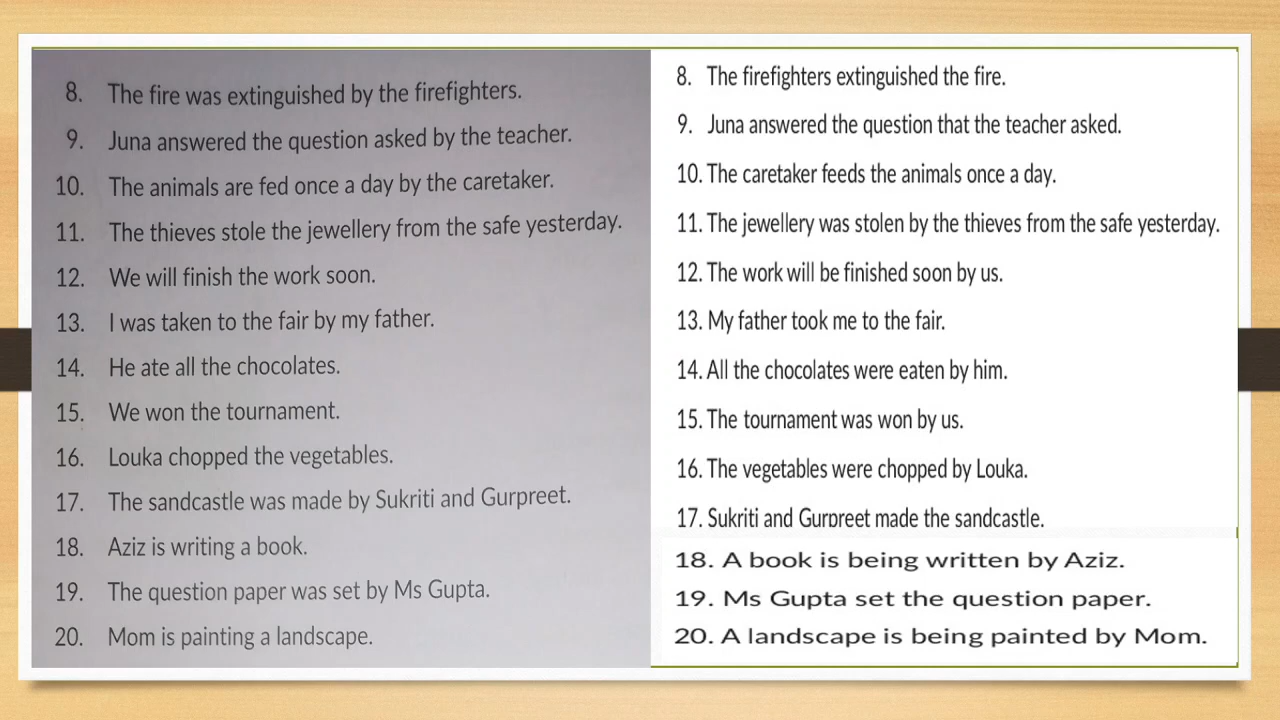 8. The fire was extinguished by the firefighters.
9. Juna answered the question asked by the teacher.
10. The animals are fed once a day by the caretaker.
11. The thieves stole the jewellery from the safe yesterday.
12. We will finish the work soon.
13. I was taken to the fair by my father.
14. He ate all the chocolates.
15. We won the tournament.
16. Louka chopped the vegetables.
17. The sandcastle was made by Sukriti and Gurpreet.
18. Aziz is writing a book.
19. The question paper was set by Ms Gupta.
20. Mom is painting a landscape.
8. The firefighters extinguished the fire.
9. Juna answered the question that the teacher asked.
10. The caretaker feeds the animals once a day.
11. The jewellery was stolen by the thieves from the safe yesterday.
12. The work will be finished soon by us.
13. My father took me to the fair.
14. All the chocolates were eaten by him.
15. The tournament was won by us.
16. The vegetables were chopped by Louka.
17. Sukriti and Gurpreet made the sandcastle.
18. A book is being written by Aziz.
19. Ms Gupta set the question paper.
20. A landscape is being painted by Mom.